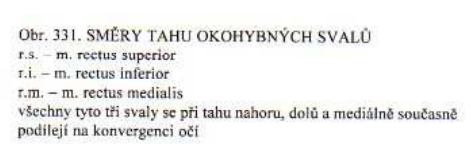 Obr. 331. SMĚRY TAHU OKOHYBNÝCH SVALŮ
r.s. – m. rectus superior
r.i. – m. rectus inferior
r.m. – m. rectus medialis
všechny tyto tři svaly se při tahu nahoru, dolů a mediálně současně
podílejí na konvergenci očí